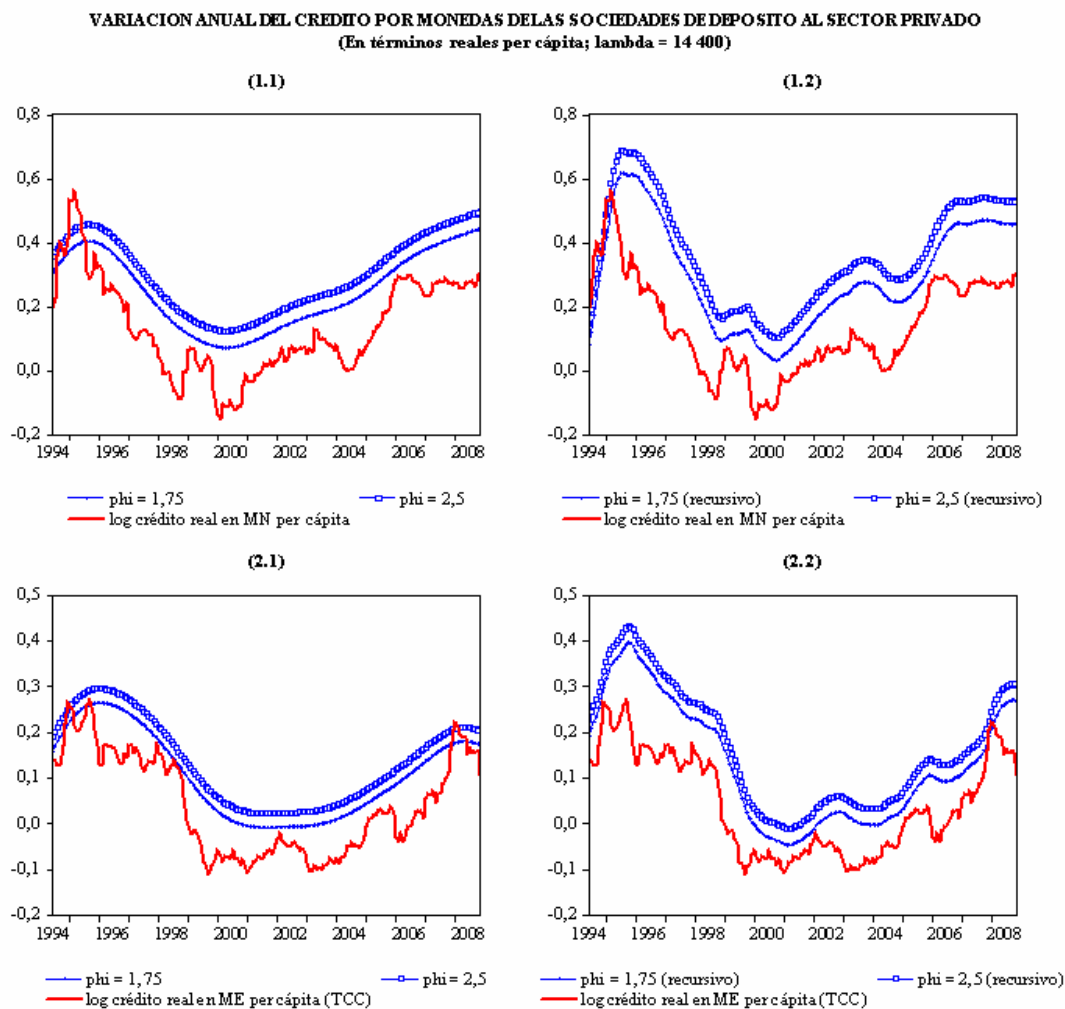 VARIACION ANUAL DEL CREDITO POR MONEDAS DE LAS SOCIEDADES DE DEPOSITO AL SECTOR PRIVADO
(En términos reales per cápita; lambda = 14 400)
(1.1)
0,8
0,6
0,4
0,2
0,0
-0,2
1994 1996 1998 2000 2002 2004 2006 2008
phi = 1,75
phi = 2,5
log crédito real en MN per cápita
(1.2)
0,8
0,6
0,4
0,2
0,0
-0,2
1994 1996 1998 2000 2002 2004 2006 2008
phi = 1,75 (recursivo)
phi = 2,5 (recursivo)
log crédito real en MN per cápita
(2.1)
0,5
0,4
0,3
0,2
0,1
0,0
-0,1
-0,2
1994 1996 1998 2000 2002 2004 2006 2008
phi = 1,75
phi = 2,5
log crédito real en ME per cápita (TCC)
(2.2)
0,5
0,4
0,3
0,2
0,1
0,0
-0,1
-0,2
1994 1996 1998 2000 2002 2004 2006 2008
phi = 1,75 (recursivo)
phi = 2,5 (recursivo)
log crédito real en ME per cápita (TCC)